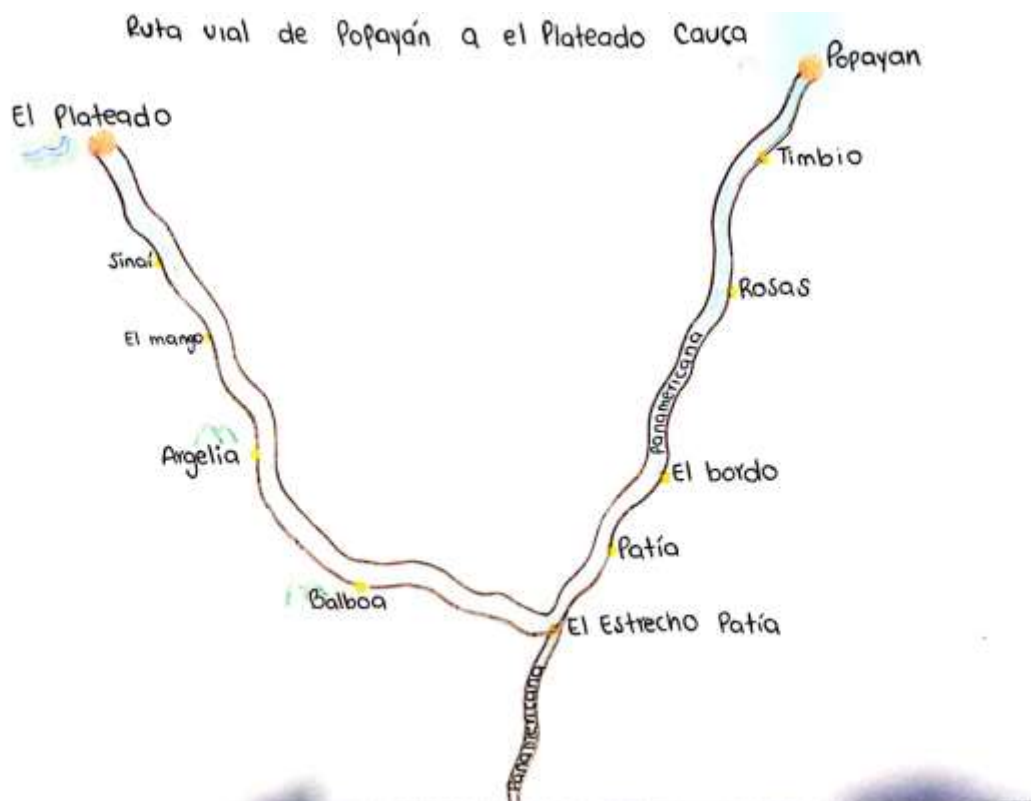 Ruta vial de Popayán a el Plateado Cauca
Popayan
El Plateado
Timbio
Sinaí
Rosas
El mango
Panamericana
Argelia
El bordo
Patía
Balboa
El Estrecho Patía
Panamericana